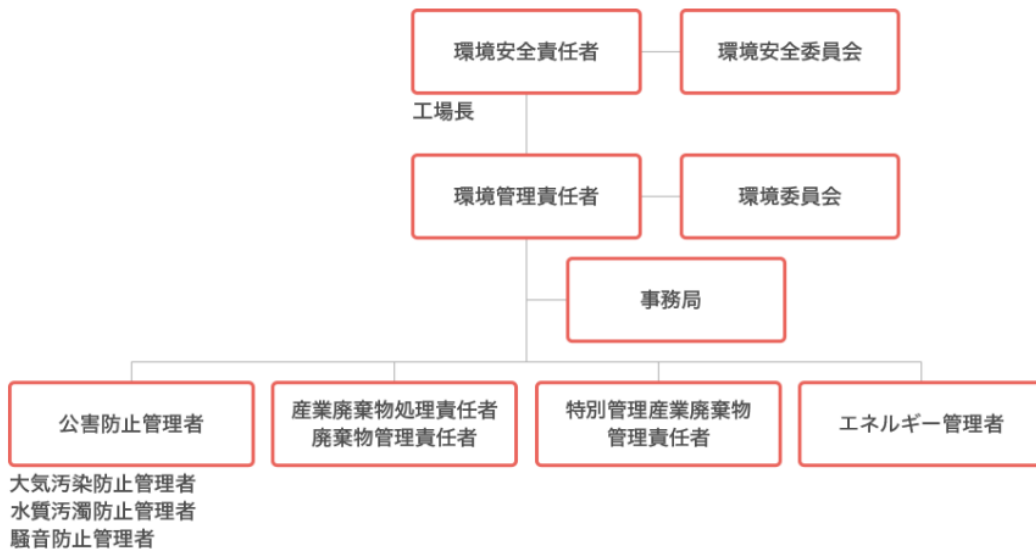 環境安全責任者
環境安全委員会
工場長
環境管理責任者
環境委員会
事務局
公害防止管理者
産業廃棄物処理責任者
廃棄物管理責任者
特別管理産業廃棄物
管理責任者
エネルギー管理者
大気汚染防止管理者
水質汚濁防止管理者
騒音防止管理者